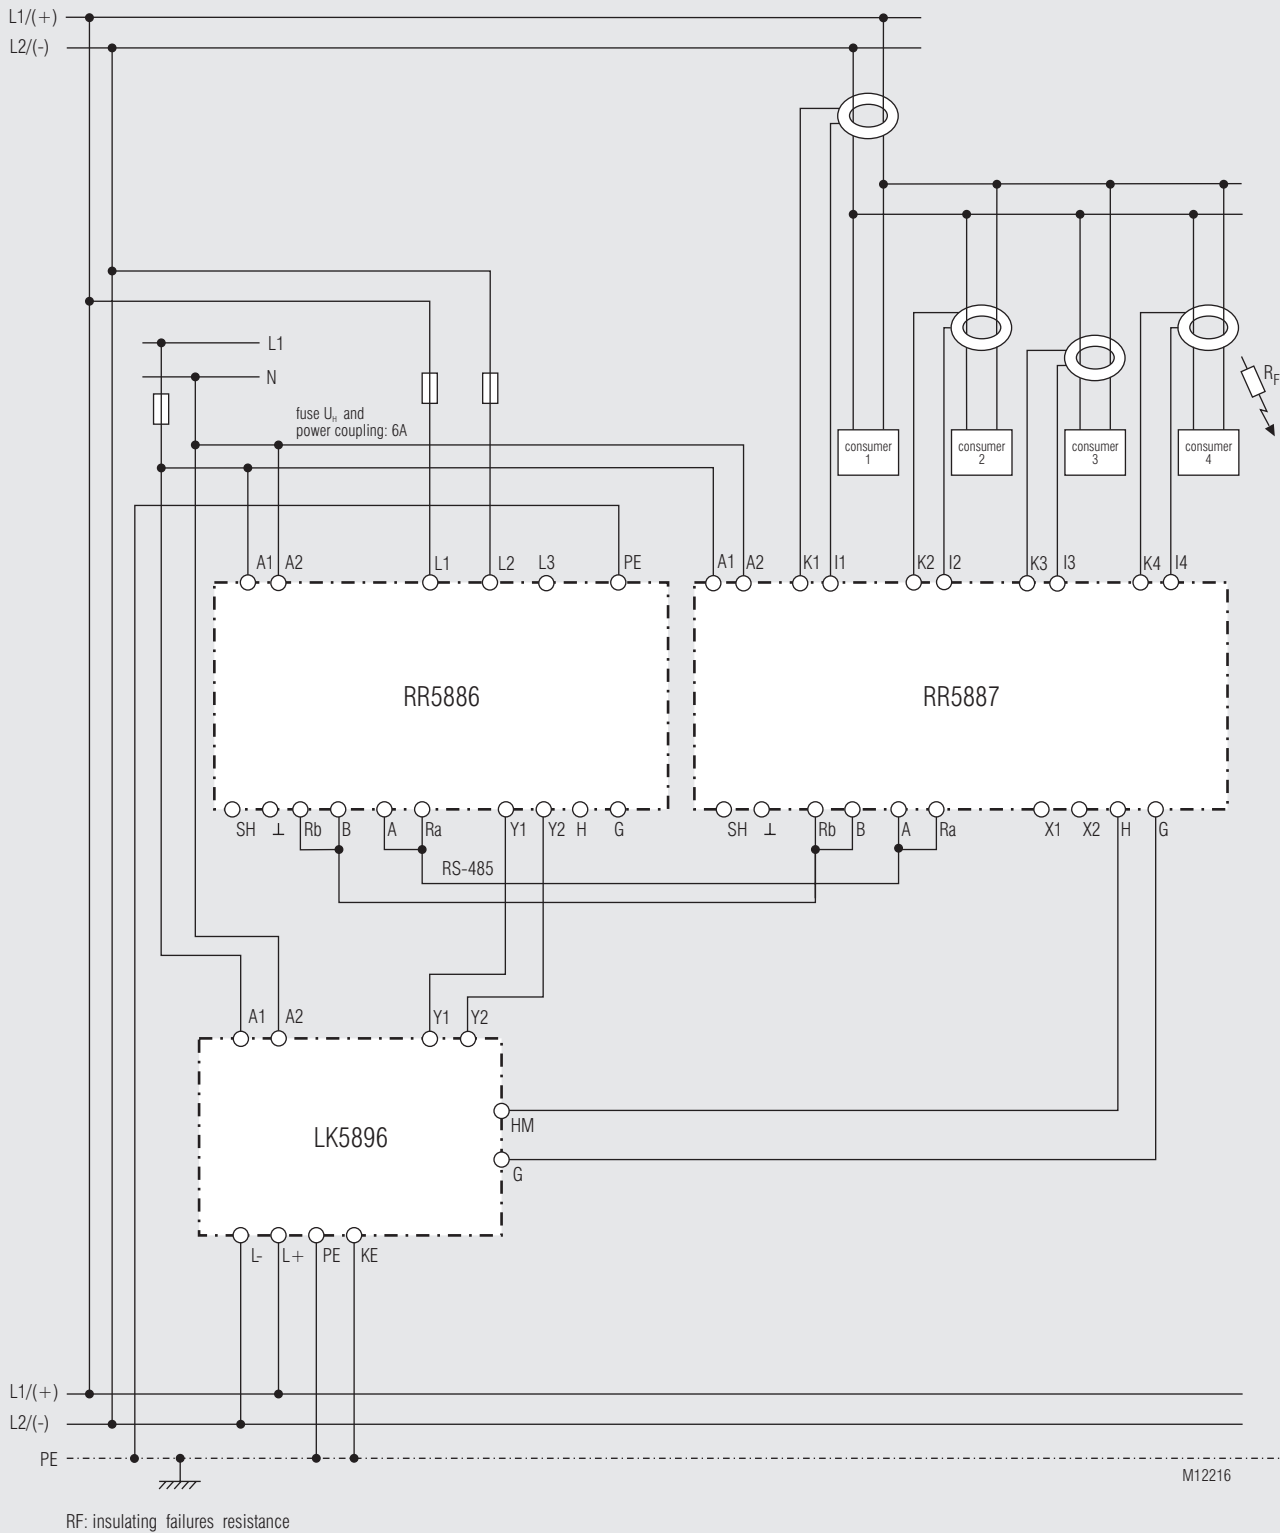 L1/(+)
L2/(-)
L1
N
fuse U_H and
power coupling: 6A
R_F
consumer
1
consumer
2
consumer
3
consumer
4
A1 A2 L1 L2 L3 PE A1 A2 K1 I1 K2 I2 K3 I3 K4 I4
RR5886
RR5887
SH ⊥ Rb B A Ra Y1 Y2 H G SH ⊥ Rb B A Ra X1 X2 H G
RS-485
A1 A2 Y1 Y2
LK5896
HM
G
L- L+ PE KE
L1/(+)
L2/(-)
PE
M12216
RF: insulating failures resistance